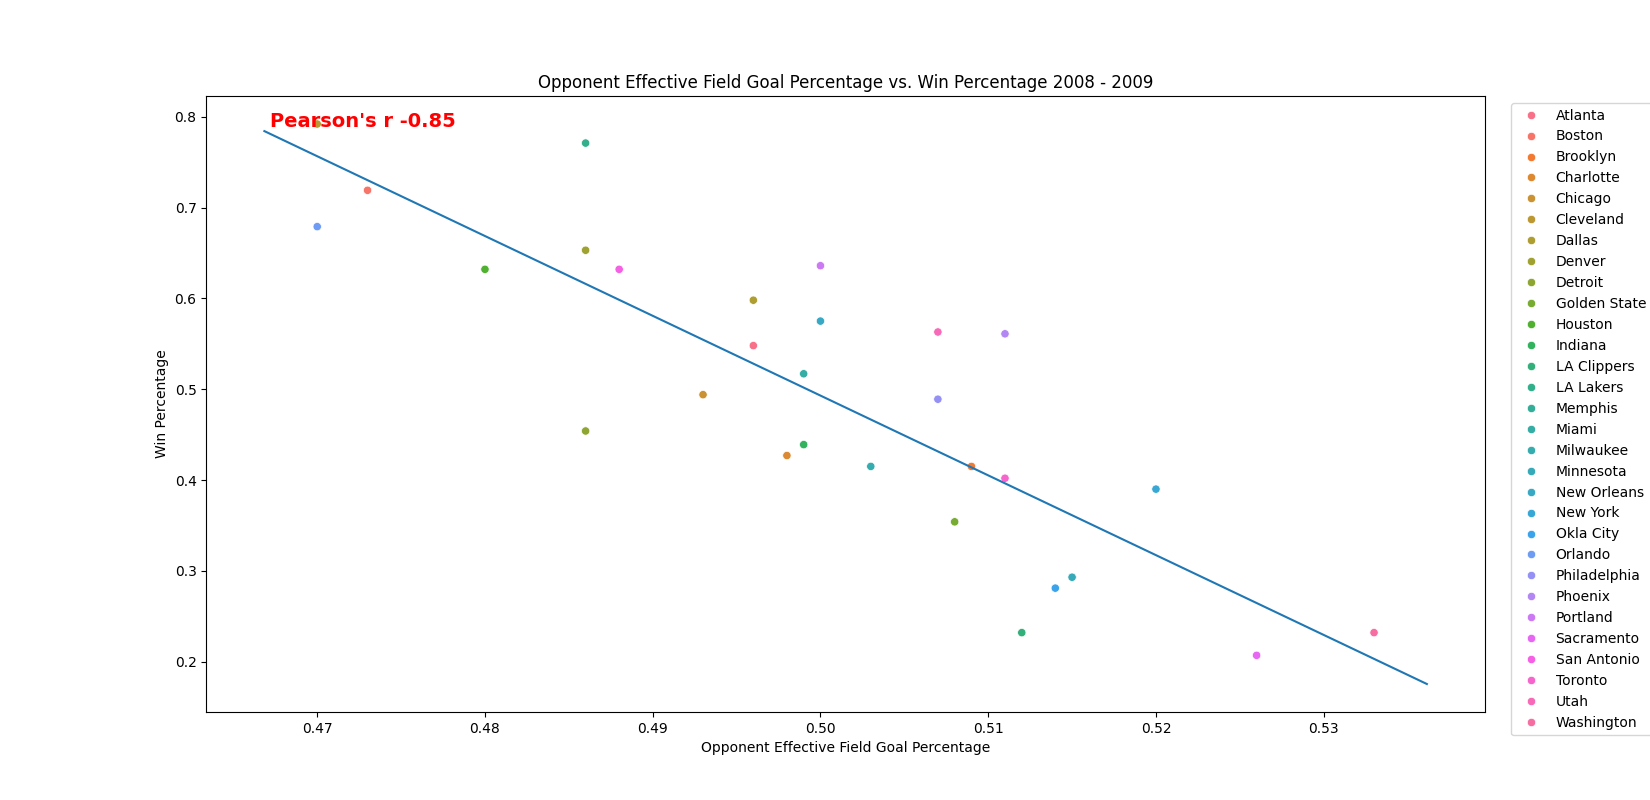 Opponent Effective Field Goal Percentage vs. Win Percentage 2008 - 2009
Pearson's r -0.85
Win Percentage
0.8
0.7
0.6
0.5
0.4
0.3
0.2
0.47 0.48 0.49 0.50 0.51 0.52 0.53
Opponent Effective Field Goal Percentage
Atlanta
Boston
Brooklyn
Charlotte
Chicago
Cleveland
Dallas
Denver
Detroit
Golden State
Houston
Indiana
LA Clippers
LA Lakers
Memphis
Miami
Milwaukee
Minnesota
New Orleans
New York
Okla City
Orlando
Philadelphia
Phoenix
Portland
Sacramento
San Antonio
Toronto
Utah
Washington